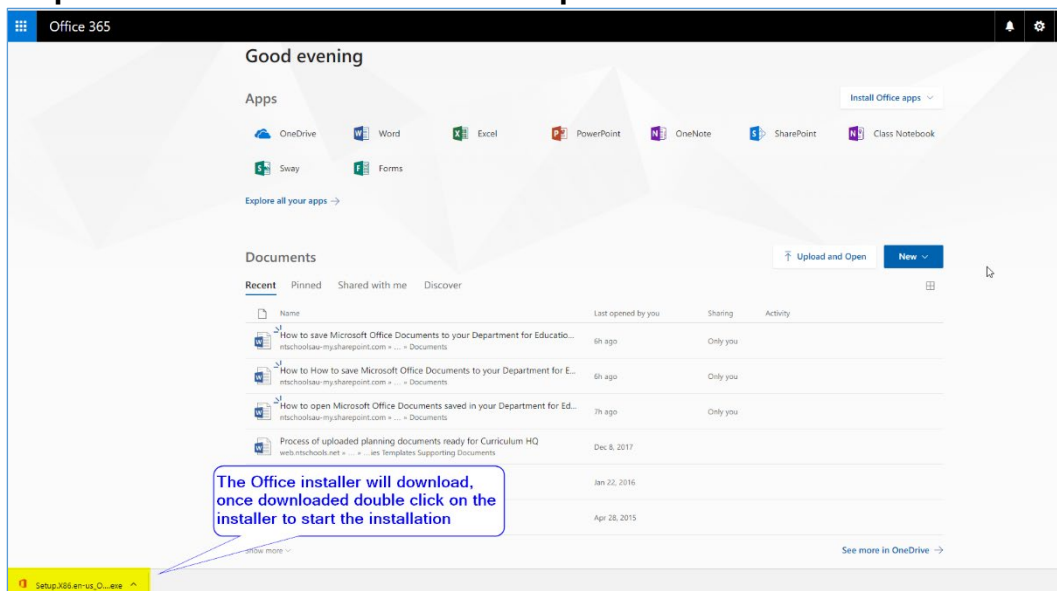 Office 365
Good evening
Apps
Install Office apps
OneDrive
Word
Excel
PowerPoint
OneNote
SharePoint
Class Notebook
Sway
Forms
Explore all your apps →
Documents
Upload and Open
New
Recent Pinned Shared with me Discover
Name Last opened by you Sharing Activity
How to save Microsoft Office Documents to your Department for Educatio...
ntschoolsau-my.sharepoint.com » ... » Documents
6h ago Only you
How to How to save Microsoft Office Documents to your Department for E...
ntschoolsau-my.sharepoint.com » ... » Documents
6h ago Only you
How to open Microsoft Office Documents saved in your Department for Ed...
ntschoolsau-my.sharepoint.com » ... » Documents
7h ago Only you
Process of uploaded planning documents ready for Curriculum HQ
web.ntschools.net » ... » ...ies Templates Supporting Documents
Dec 8, 2017
The Office installer will download,
once downloaded double click on the
installer to start the installation
Jan 22, 2016
Apr 28, 2015
Show more
See more in OneDrive →
Setup.X86.en-us_O....exe